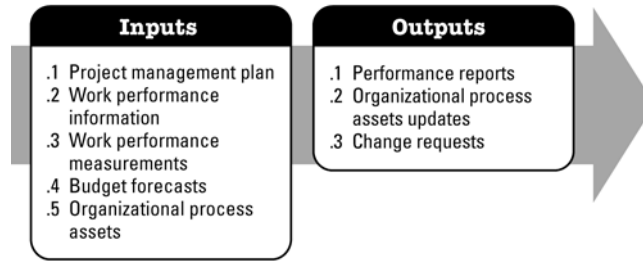 Inputs
.1 Project management plan
.2 Work performance
information
.3 Work performance
measurements
.4 Budget forecasts
.5 Organizational process
assets
Outputs
.1 Performance reports
.2 Organizational process
assets updates
.3 Change requests